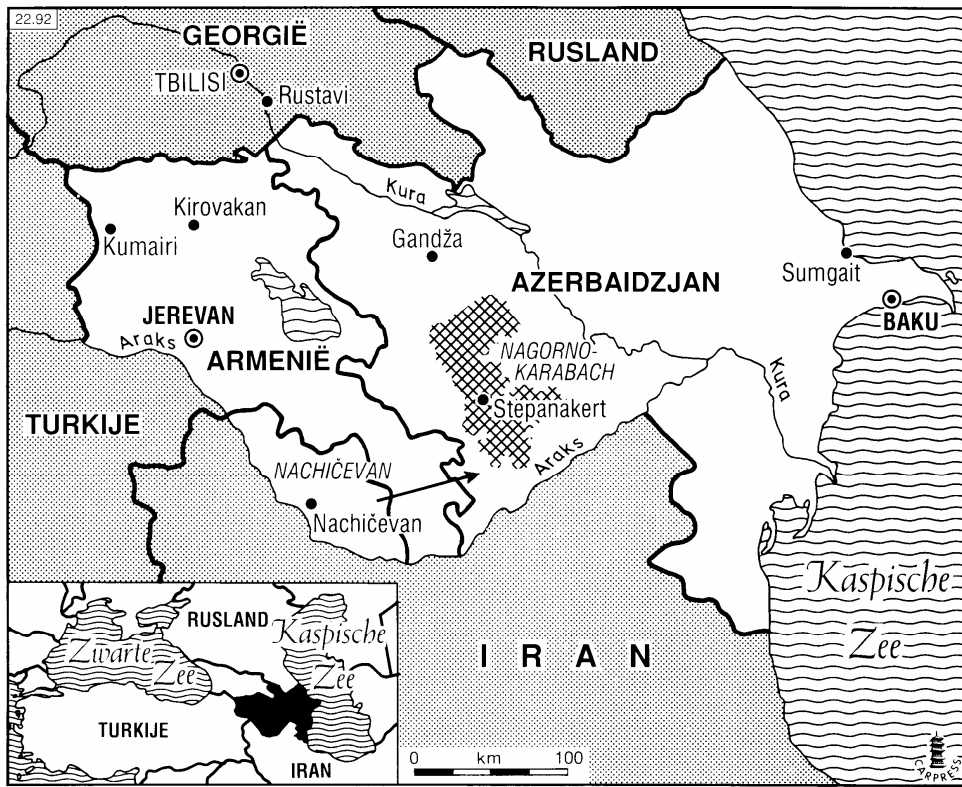 22.92
GEORGIË
TBILISI
Rustavi
RUSLAND
Kura
Kirovakan
Kumairi
Gandža
Sumgait
AZERBAIDZJAN
BAKU
JEREVAN
Araks
ARMENIË
NAGORNO-
KARABACH
Kura
Stepanakert
TURKIJE
Araks
NACHIČEVAN
Nachičevan
Kaspische
Zee
IRAN
RUSLAND
Zwarte
Zee
Kaspische
Zee
TURKIJE
IRAN
0 km 100
CARPRESS